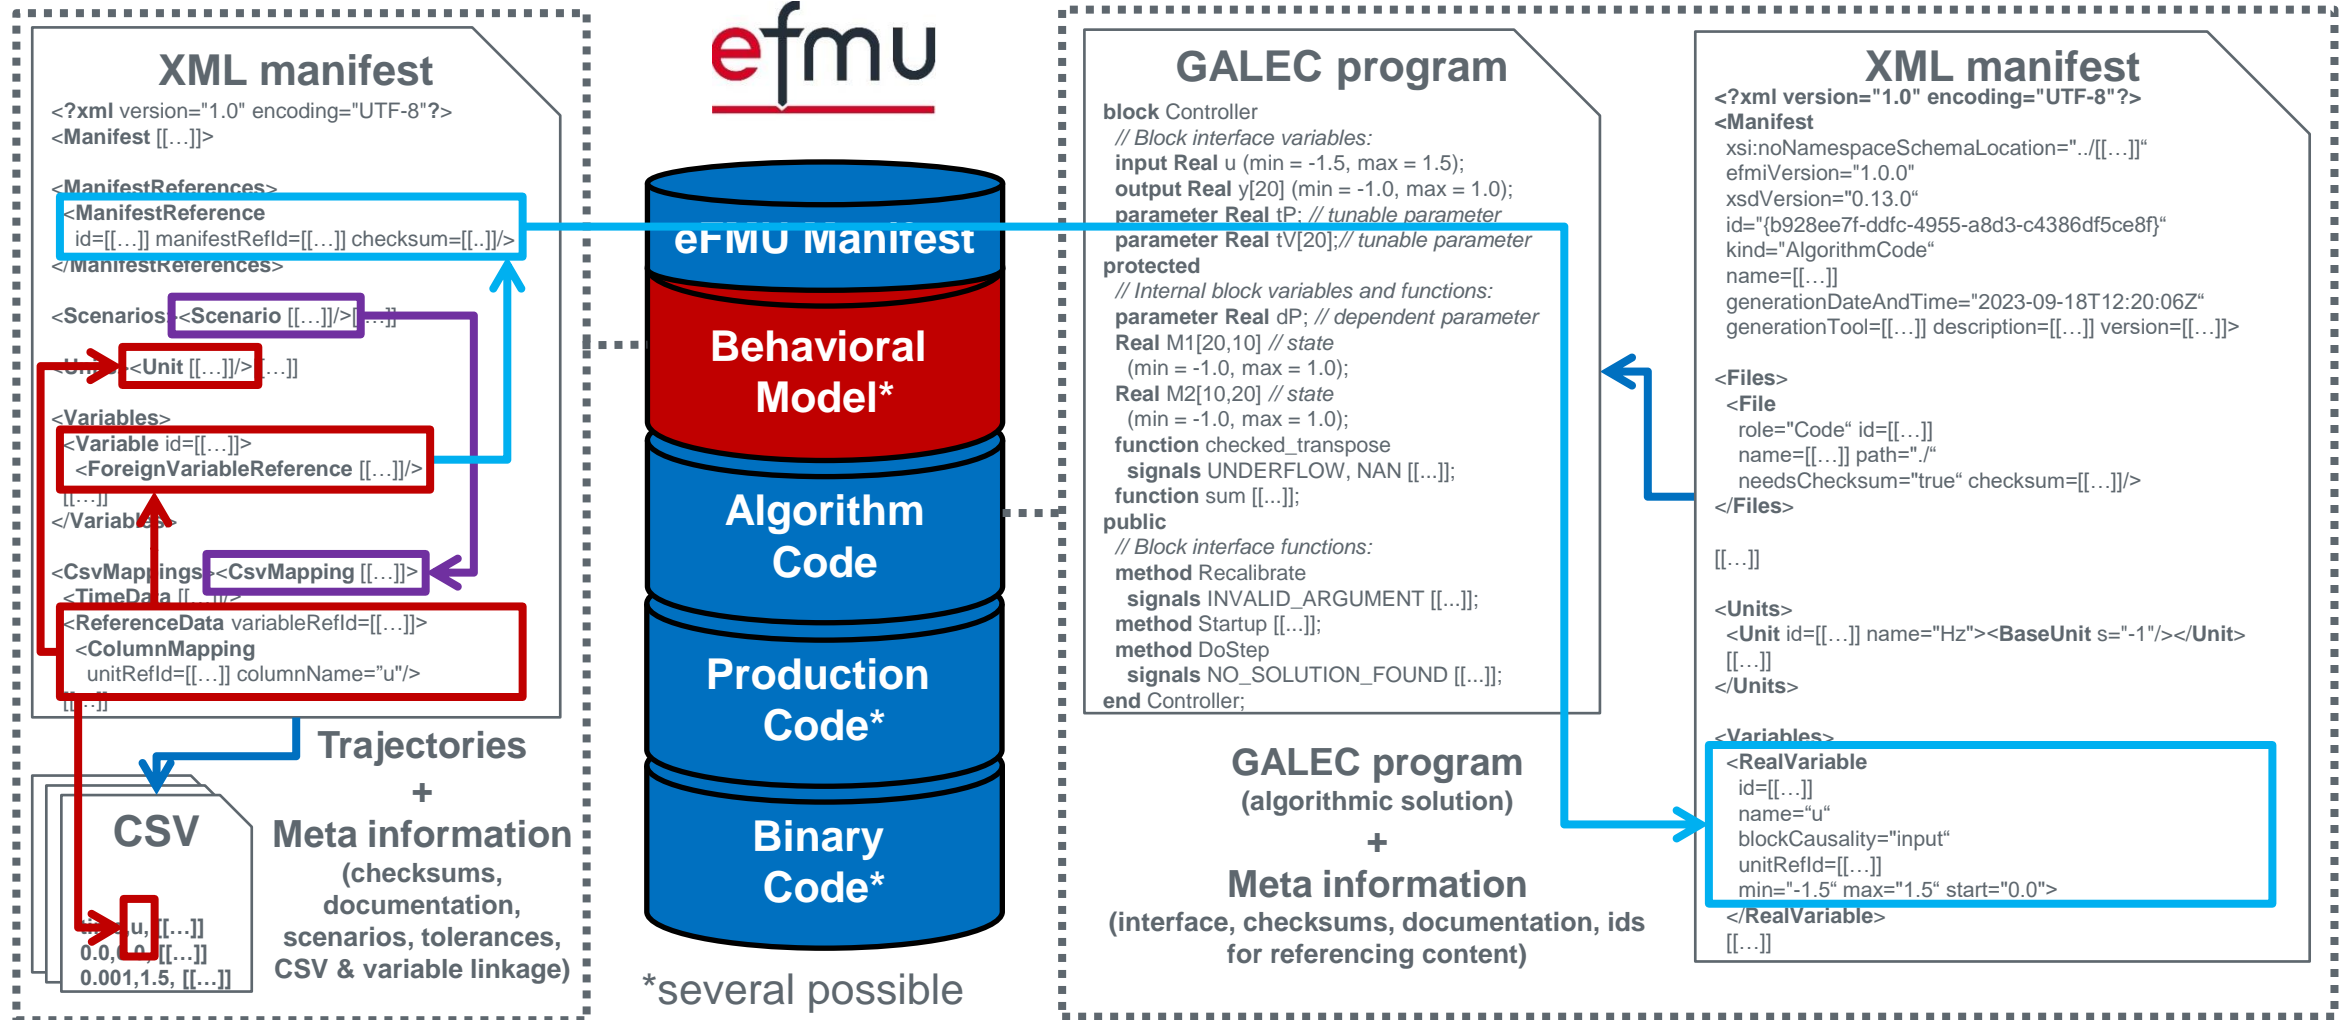 XML manifest
<?xml version="1.0" encoding="UTF-8"?>
<Manifest [[…]]>
<ManifestReferences>
<ManifestReference
id=[[…]] manifestRefId=[[…]] checksum=[[..]]/>
</ManifestReferences>
<Scenarios><Scenario [[…]]/>[[…]]
<Units><Unit [[…]]/>[[…]]
<Variables>
<Variable id=[[…]]>
<ForeignVariableReference [[…]]/>
[[…]]
</Variables>
<CsvMappings><CsvMapping [[…]]>
<TimeData [[…]]/>
<ReferenceData variableRefId=[[…]]>
<ColumnMapping
unitRefId=[[…]] columnName="u"/>
[[…]]
Trajectories
+
Meta information
(checksums,
documentation,
scenarios, tolerances,
CSV & variable linkage)
CSV
time,u, [[…]]
0.0,0.0, [[…]]
0.001,1.5, [[…]]
efmu
eFMU Manifest
Behavioral
Model*
Algorithm
Code
Production
Code*
Binary
Code*
*several possible
GALEC program
block Controller
// Block interface variables:
input Real u (min = -1.5, max = 1.5);
output Real y[20] (min = -1.0, max = 1.0);
parameter Real tP; // tunable parameter
parameter Real tV[20];// tunable parameter
protected
// Internal block variables and functions:
parameter Real dP; // dependent parameter
Real M1[20,10] // state
(min = -1.0, max = 1.0);
Real M2[10,20] // state
(min = -1.0, max = 1.0);
function checked_transpose
signals UNDERFLOW, NAN [[...]];
function sum [[...]];
public
// Block interface functions:
method Recalibrate
signals INVALID_ARGUMENT [[...]];
method Startup [[...]];
method DoStep
signals NO_SOLUTION_FOUND [[...]];
end Controller;
GALEC program
(algorithmic solution)
+
Meta information
(interface, checksums, documentation, ids
for referencing content)
XML manifest
<?xml version="1.0" encoding="UTF-8"?>
<Manifest
xsi:noNamespaceSchemaLocation="../[[…]]“
efmiVersion="1.0.0"
xsdVersion="0.13.0“
id="{b928ee7f-ddfc-4955-a8d3-c4386df5ce8f}“
kind="AlgorithmCode“
name=[[…]]
generationDateAndTime="2023-09-18T12:20:06Z“
generationTool=[[…]] description=[[…]] version=[[…]]>
<Files>
<File
role="Code“ id=[[…]]
name=[[…]] path="./“
needsChecksum="true“ checksum=[[…]]/>
</Files>
[[…]]
<Units>
<Unit id=[[…]] name="Hz"><BaseUnit s="-1"/></Unit>
[[…]]
</Units>
<Variables>
<RealVariable
id=[[…]]
name=“u“
blockCausality="input“
unitRefId=[[…]]
min="-1.5“ max="1.5“ start="0.0">
</RealVariable>
[[…]]